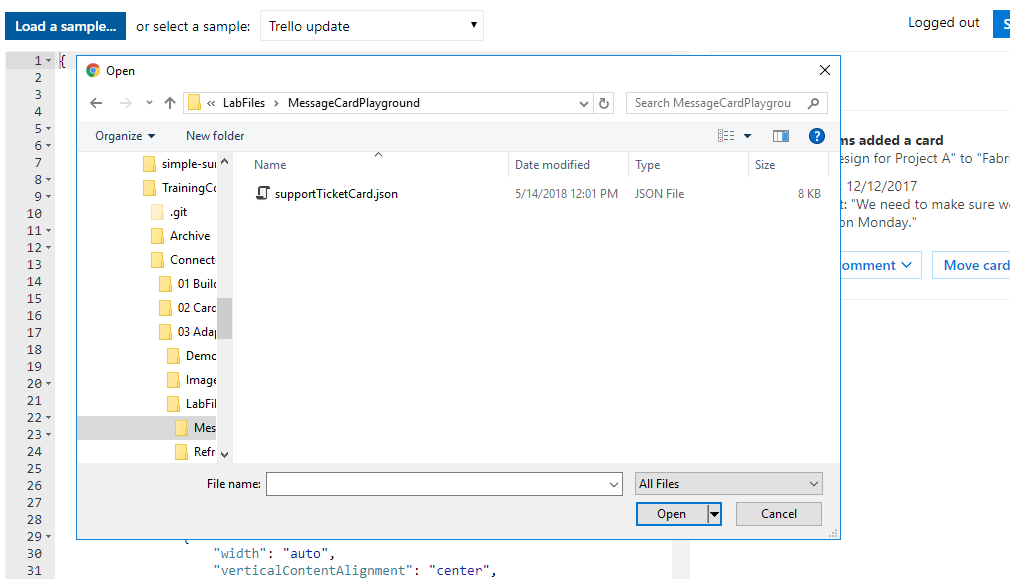 Load a sample... or select a sample: Trello update Logged out
1 {
2
3
4
5
6
7
8
9
10
11
12
13
14
15
16
17
18
19
20
21
22
23
24
25
26
27
28
29 {
30 "width": "auto",
31 "verticalContentAlignment": "center",
Open
« LabFiles > MessageCardPlayground
Search MessageCardPlaygrou
Organize New folder
Name Date modified Type Size
supportTicketCard.json 5/14/2018 12:01 PM JSON File 8 KB
simple-sur
TrainingCo
.git
Archive
Connect
01 Build
02 Card
03 Adap
Demo
Image
LabFil
Mes
Refr
File name: All Files
Open Cancel
ms added a card
esign for Project A" to "Fabri
12/12/2017
t: "We need to make sure we
on Monday."
omment Move card